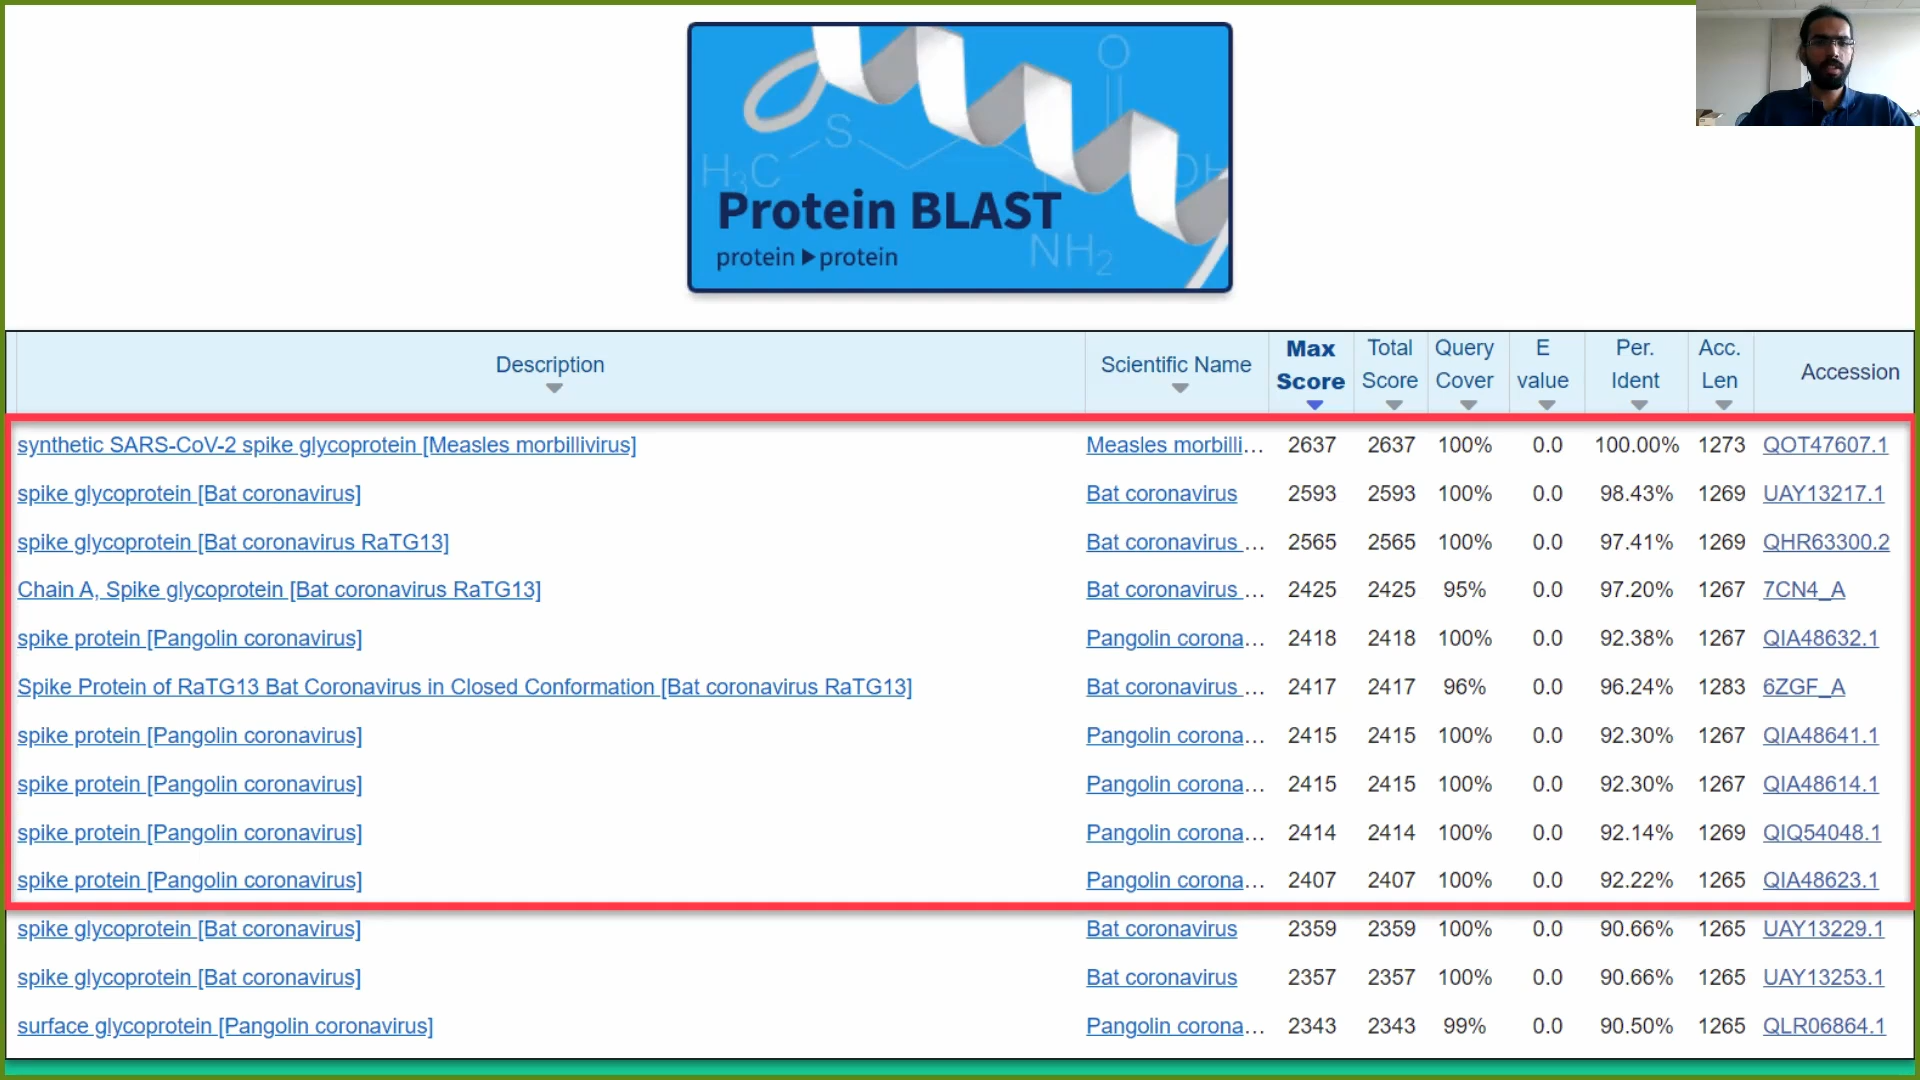 H₃C
S
O
OH
NH₂
Protein BLAST
protein ▶ protein
Description Scientific Name Max Score Total Score Query Cover E value Per. Ident Acc. Len Accession
synthetic SARS-CoV-2 spike glycoprotein [Measles morbillivirus] Measles morbilli... 2637 2637 100% 0.0 100.00% 1273 QOT47607.1
spike glycoprotein [Bat coronavirus] Bat coronavirus 2593 2593 100% 0.0 98.43% 1269 UAY13217.1
spike glycoprotein [Bat coronavirus RaTG13] Bat coronavirus ... 2565 2565 100% 0.0 97.41% 1269 QHR63300.2
Chain A, Spike glycoprotein [Bat coronavirus RaTG13] Bat coronavirus ... 2425 2425 95% 0.0 97.20% 1267 7CN4_A
spike protein [Pangolin coronavirus] Pangolin corona... 2418 2418 100% 0.0 92.38% 1267 QIA48632.1
Spike Protein of RaTG13 Bat Coronavirus in Closed Conformation [Bat coronavirus RaTG13] Bat coronavirus ... 2417 2417 96% 0.0 96.24% 1283 6ZGF_A
spike protein [Pangolin coronavirus] Pangolin corona... 2415 2415 100% 0.0 92.30% 1267 QIA48641.1
spike protein [Pangolin coronavirus] Pangolin corona... 2415 2415 100% 0.0 92.30% 1267 QIA48614.1
spike protein [Pangolin coronavirus] Pangolin corona... 2414 2414 100% 0.0 92.14% 1269 QIQ54048.1
spike protein [Pangolin coronavirus] Pangolin corona... 2407 2407 100% 0.0 92.22% 1265 QIA48623.1
spike glycoprotein [Bat coronavirus] Bat coronavirus 2359 2359 100% 0.0 90.66% 1265 UAY13229.1
spike glycoprotein [Bat coronavirus] Bat coronavirus 2357 2357 100% 0.0 90.66% 1265 UAY13253.1
surface glycoprotein [Pangolin coronavirus] Pangolin corona... 2343 2343 99% 0.0 90.50% 1265 QLR06864.1